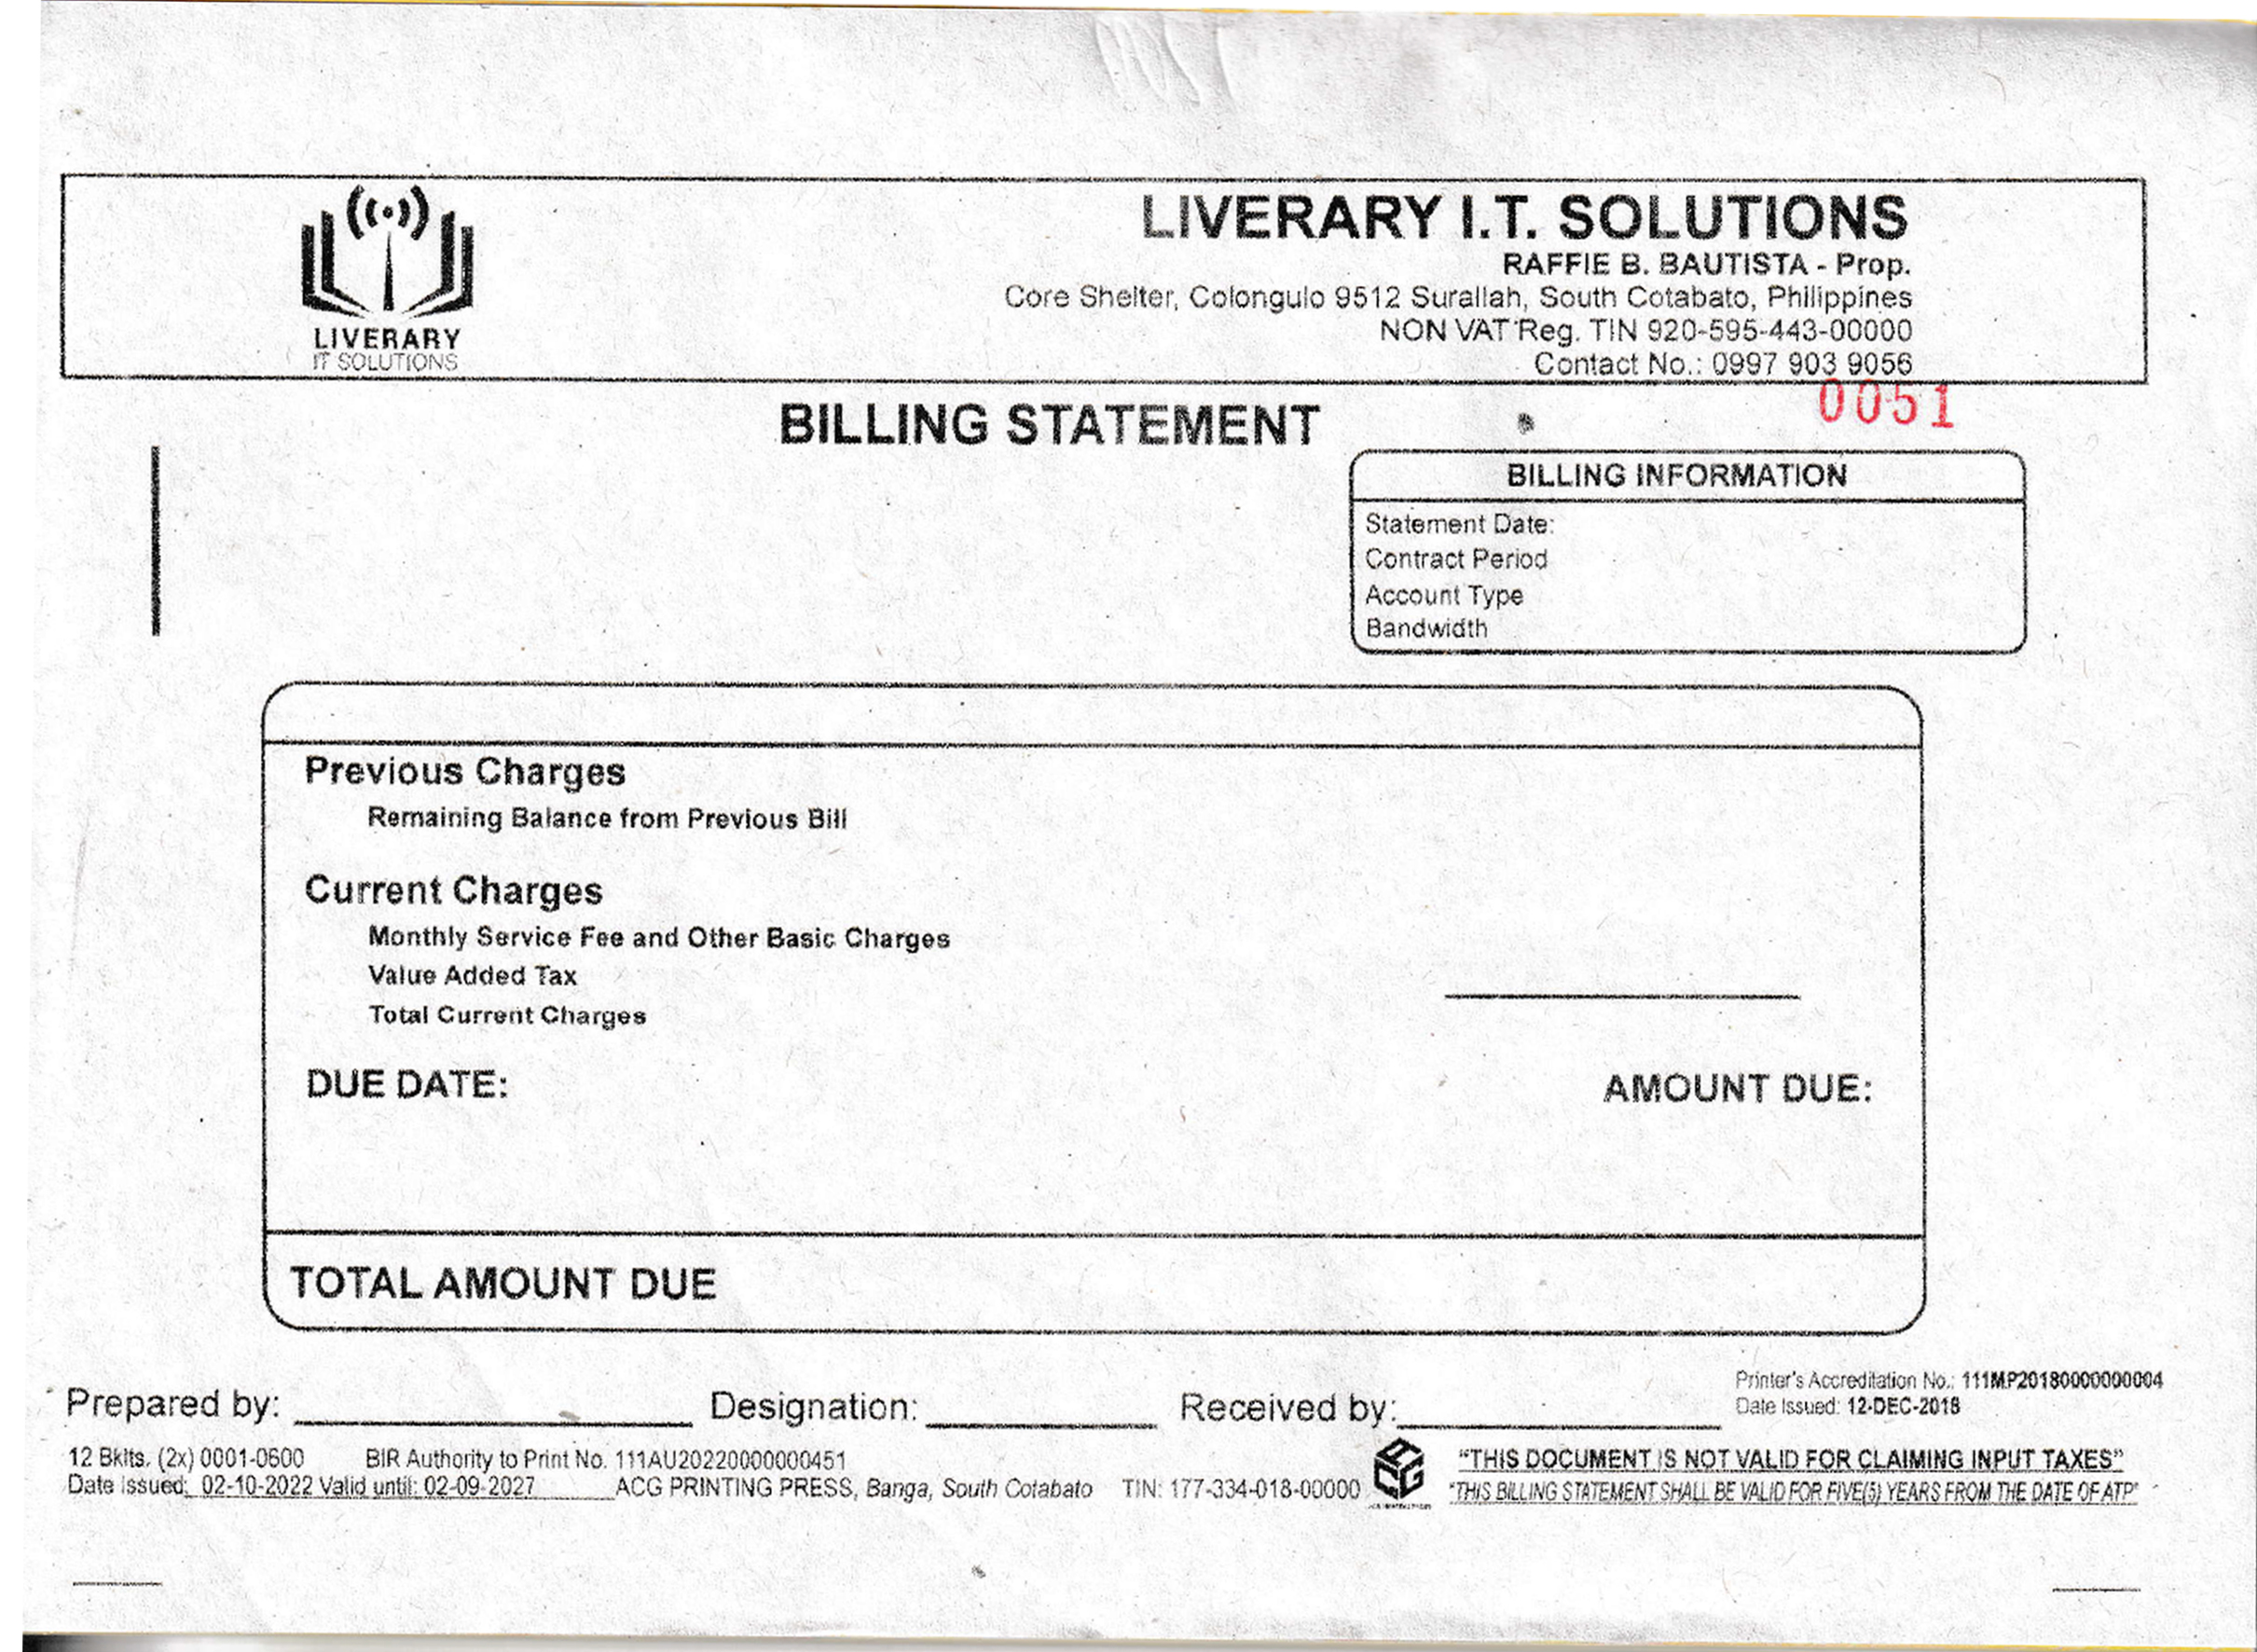 LIVERARY
IT SOLUTIONS
LIVERARY I.T. SOLUTIONS
RAFFIE B. BAUTISTA - Prop.
Core Shelter, Colongulo 9512 Surallah, South Cotabato, Philippines
NON VAT Reg. TIN 920-595-443-00000
Contact No.: 0997 903 9056
0051
BILLING STATEMENT
BILLING INFORMATION
Statement Date:
Contract Period
Account Type
Bandwidth
Previous Charges
Remaining Balance from Previous Bill
Current Charges
Monthly Service Fee and Other Basic Charges
Value Added Tax
Total Current Charges
DUE DATE: AMOUNT DUE:
TOTAL AMOUNT DUE
Prepared by: Designation: Received by:
Printer's Accreditation No.: 111MP20180000000004
Date Issued: 12-DEC-2018
12 Bklts. (2x) 0001-0600 BIR Authority to Print No. 111AU20220000000451
Date Issued: 02-10-2022 Valid until: 02-09-2027 ACG PRINTING PRESS, Banga, South Cotabato TIN: 177-334-018-00000
ACG
"THIS DOCUMENT IS NOT VALID FOR CLAIMING INPUT TAXES"
"THIS BILLING STATEMENT SHALL BE VALID FOR FIVE(5) YEARS FROM THE DATE OF ATP"